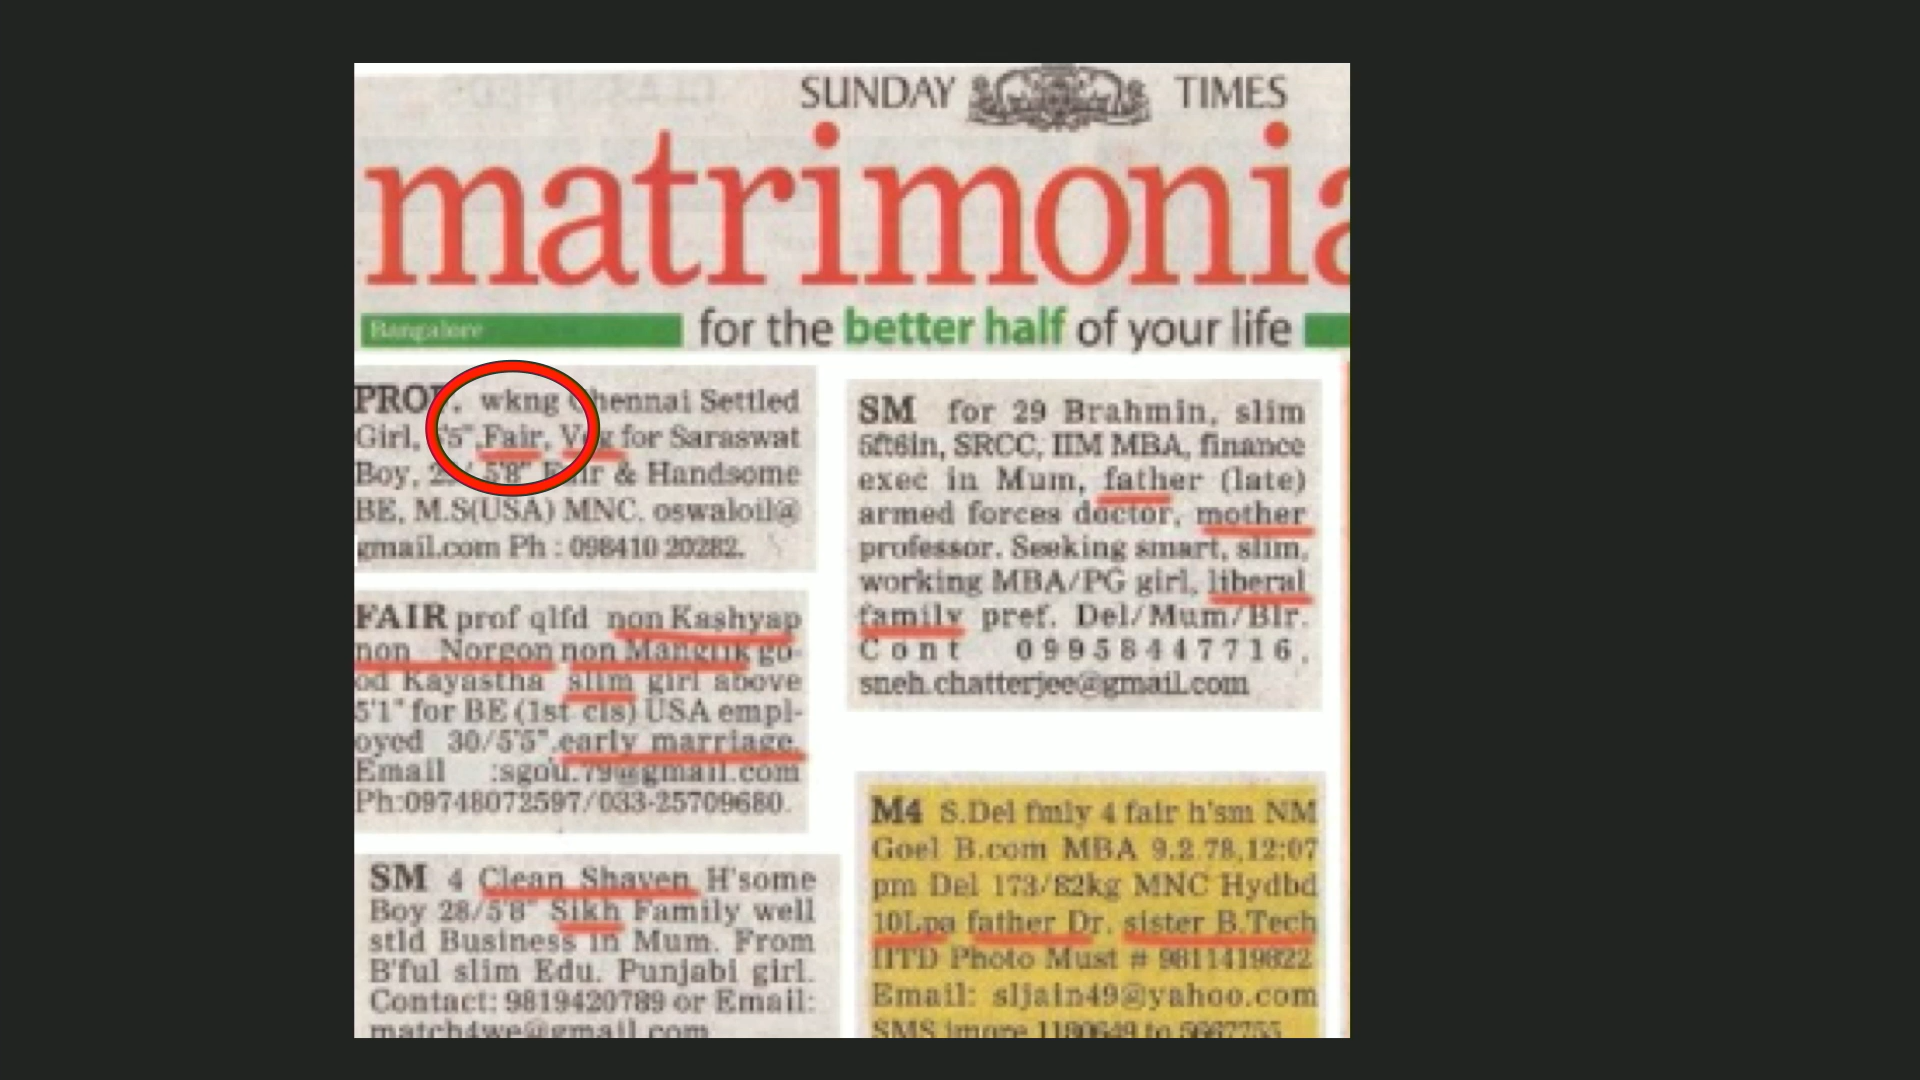 SUNDAY TIMES
matrimonia
Bangalore
for the better half of your life
PROF. wkng Chennai Settled
Girl, 5'5", Fair, Veg for Saraswat
Boy, 5'8" Fair & Handsome
BE, M.S(USA) MNC. oswaloil@
gmail.com Ph : 098410 20282.
FAIR prof qlfd non Kashyap
non Norgon non Manglik go-
od Kayastha slim girl above
5'1" for BE (1st cls) USA empl-
oyed 30/5'5".early marriage.
Email :sgou.79@gmail.com
Ph:09748072597/033-25709680.
SM 4 Clean Shaven H'some
Boy 28/5'8" Sikh Family well
stld Business in Mum. From
B'ful slim Edu. Punjabi girl.
Contact: 9819420789 or Email:
match4we@gmail.com
SM for 29 Brahmin, slim
5ft6in, SRCC, IIM MBA, finance
exec in Mum, father (late)
armed forces doctor, mother
professor. Seeking smart, slim,
working MBA/PG girl, liberal
family pref. Del/Mum/Blr.
Cont 09958447716,
sneh.chatterjee@gmail.com
M4 S.Del fmly 4 fair h'sm NM
Goel B.com MBA 9.2.78,12:07
pm Del 173/82kg MNC Hydbd
10Lpa father Dr. sister B.Tech
IITD Photo Must # 9811419822
Email: sljain49@yahoo.com
SMS to 5667755